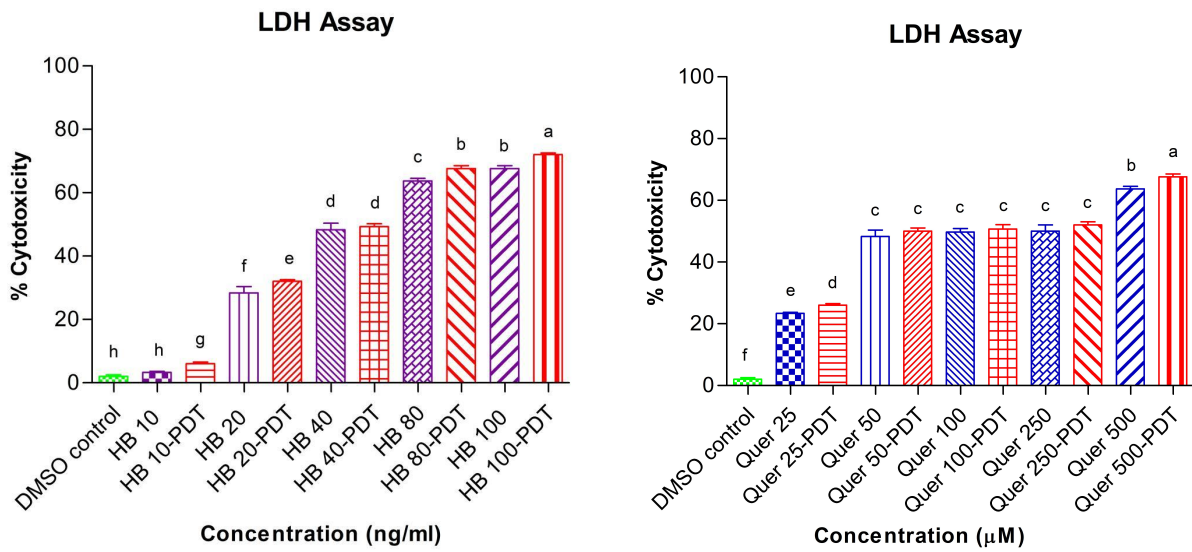 LDH Assay
% Cytotoxicity
100
80
60
40
20
0
h
h
g
f
e
d
d
c
b
b
a
DMSO control
HB 10
HB 10-PDT
HB 20
HB 20-PDT
HB 40
HB 40-PDT
HB 80
HB 80-PDT
HB 100
HB 100-PDT
Concentration (ng/ml)
LDH Assay
% Cytotoxicity
100
80
60
40
20
0
f
e
d
c
c
c
c
c
c
b
a
DMSO control
Quer 25
Quer 25-PDT
Quer 50
Quer 50-PDT
Quer 100
Quer 100-PDT
Quer 250
Quer 250-PDT
Quer 500
Quer 500-PDT
Concentration (μM)